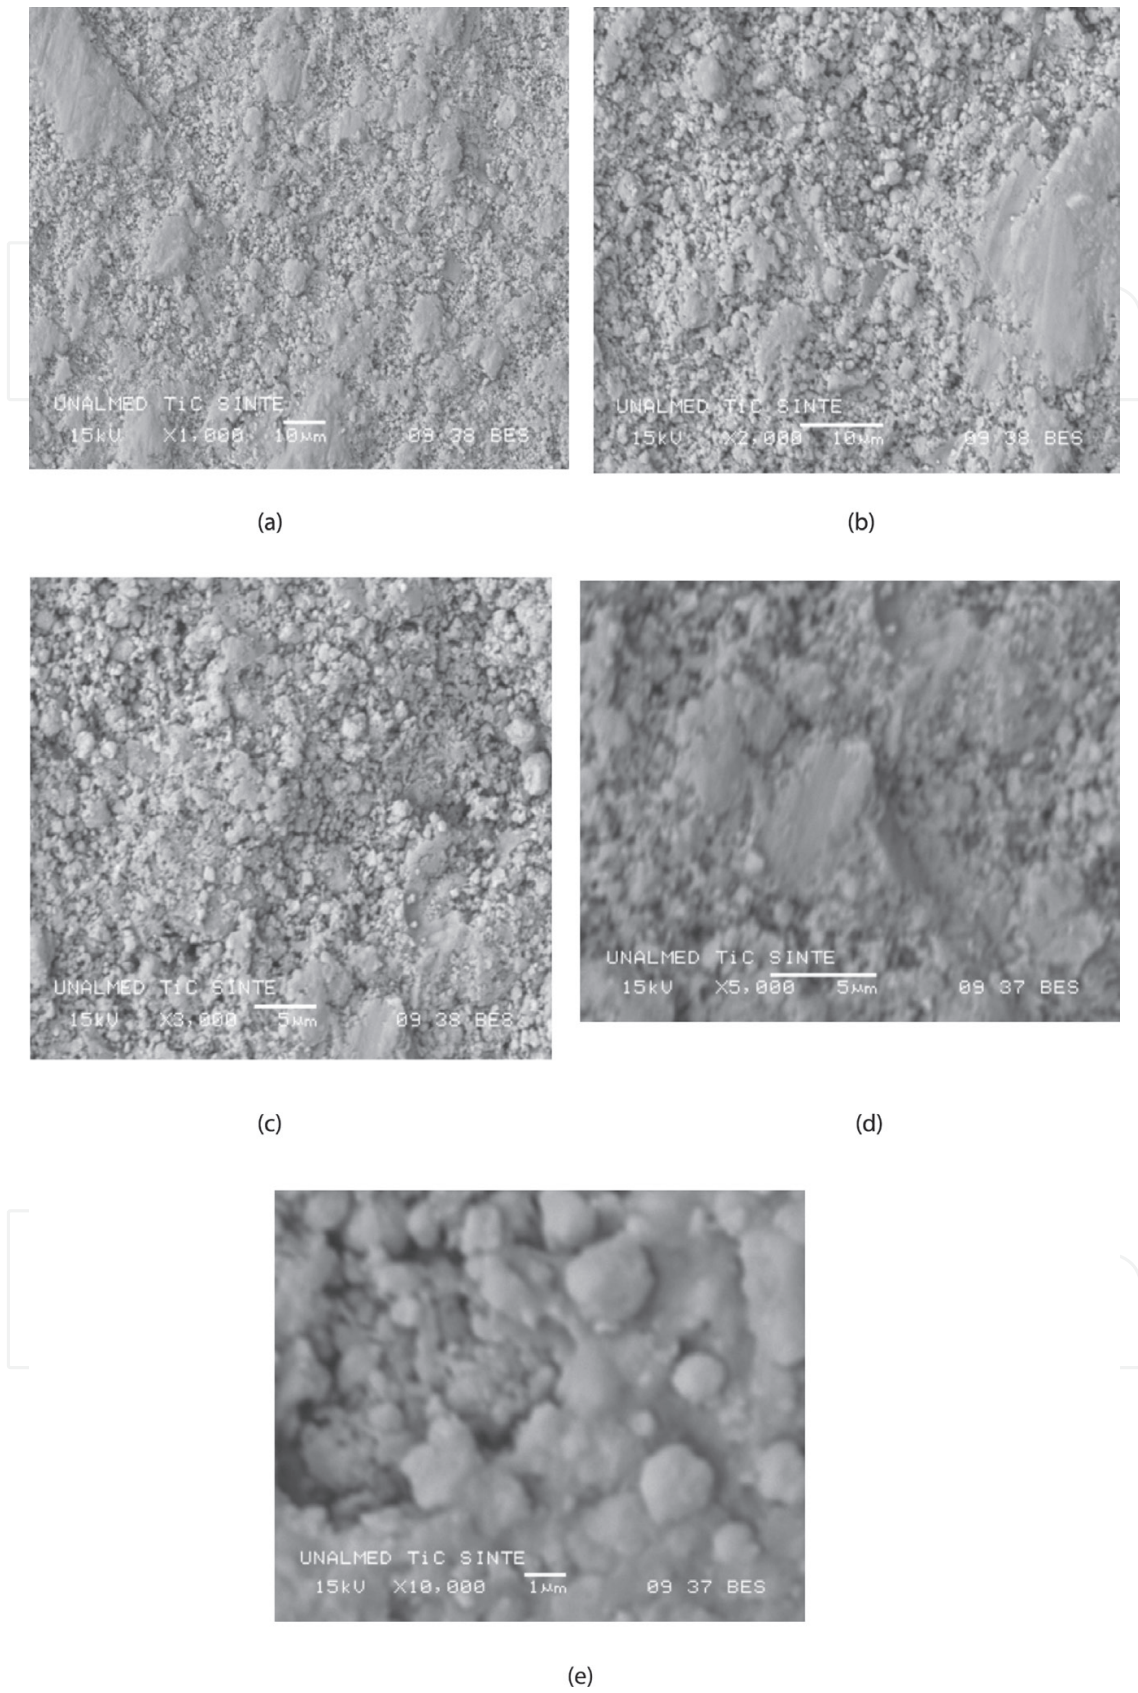 UNALMED TiC SINTE
15kV X1,000 10μm 09 38 BES
UNALMED TiC SINTE
15kV X2,000 10μm 09 38 BES
(a)
(b)
UNALMED TiC SINTE
15kV X3,000 5μm 09 38 BES
UNALMED TiC SINTE
15kV X5,000 5μm 09 37 BES
(c)
(d)
UNALMED TiC SINTE
15kV X10,000 1μm 09 37 BES
(e)